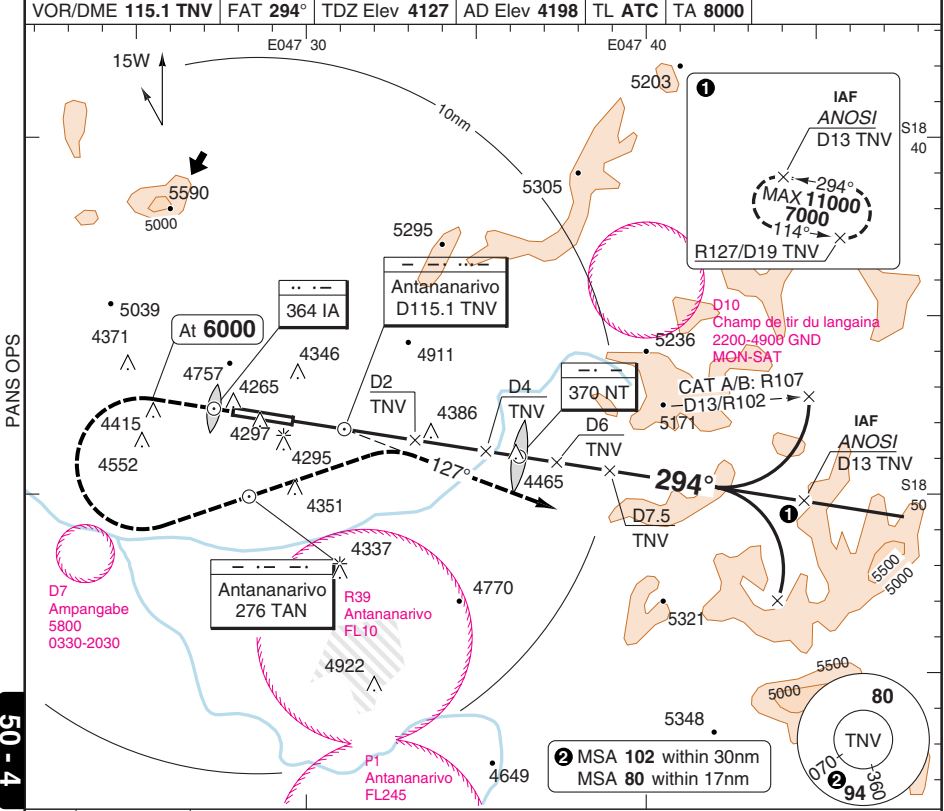 VOR/DME 115.1 TNV FAT 294° TDZ Elev 4127 AD Elev 4198 TL ATC TA 8000
E047 30
E047 40
15W
5203
10nm
1
IAF
ANOSI
D13 TNV
294°
MAX 11000
7000
114°
R127/D19 TNV
S18
40
5590
5000
5305
5295
Antananarivo
D115.1 TNV
364 IA
5039
At 6000
4371
4757
4265
4346
4911
D10
Champ de tir du langaina
2200-4900 GND
MON-SAT
5236
PANS OPS
D2
TNV
4386
D4
TNV
370 NT
CAT A/B: R107
D13/R102
5171
4415
4297
4552
4295
D6
TNV
IAF
ANOSI
D13 TNV
127°
4465
294°
1
S18
50
4351
D7.5
TNV
4337
Antananarivo
276 TAN
D7
Ampangabe
5800
0330-2030
R39
Antananarivo
FL10
4770
5500
5000
5321
4922
5500
5000
80
TNV
070
360
2
94
5348
50 - 4
P1
Antananarivo
FL245
4649
2 MSA 102 within 30nm
MSA 80 within 17nm